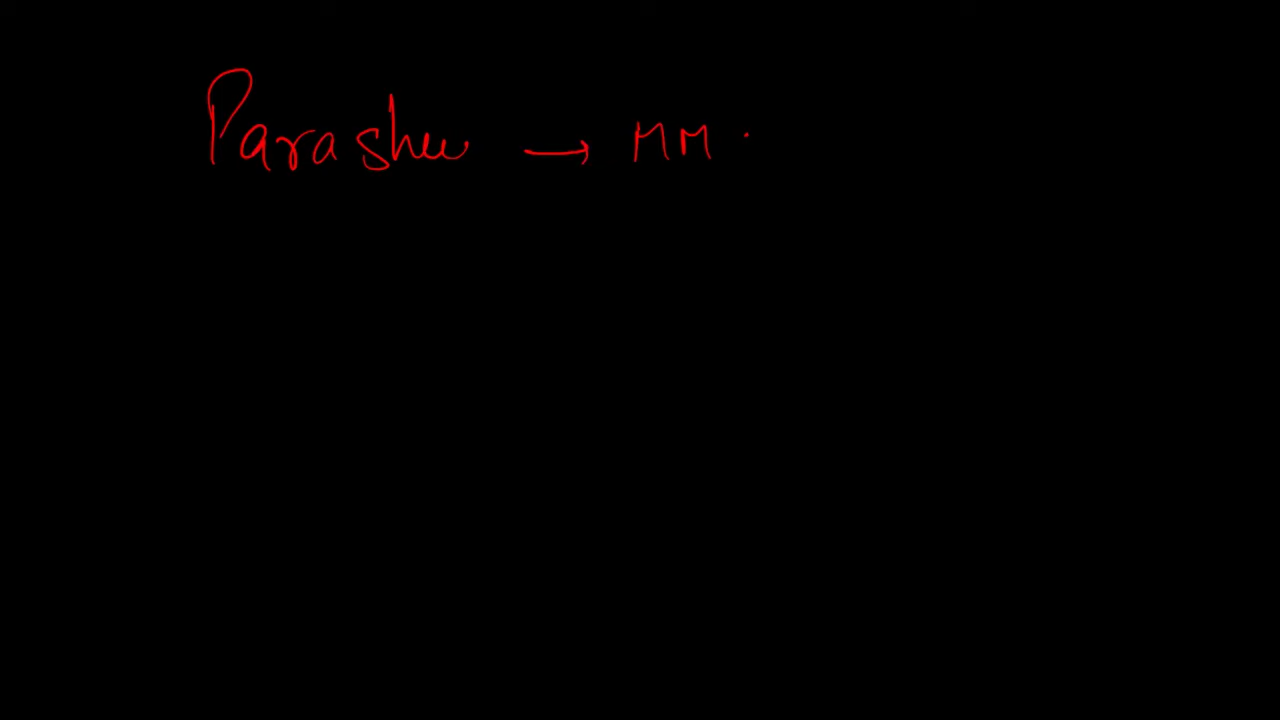 Parashu → MM .